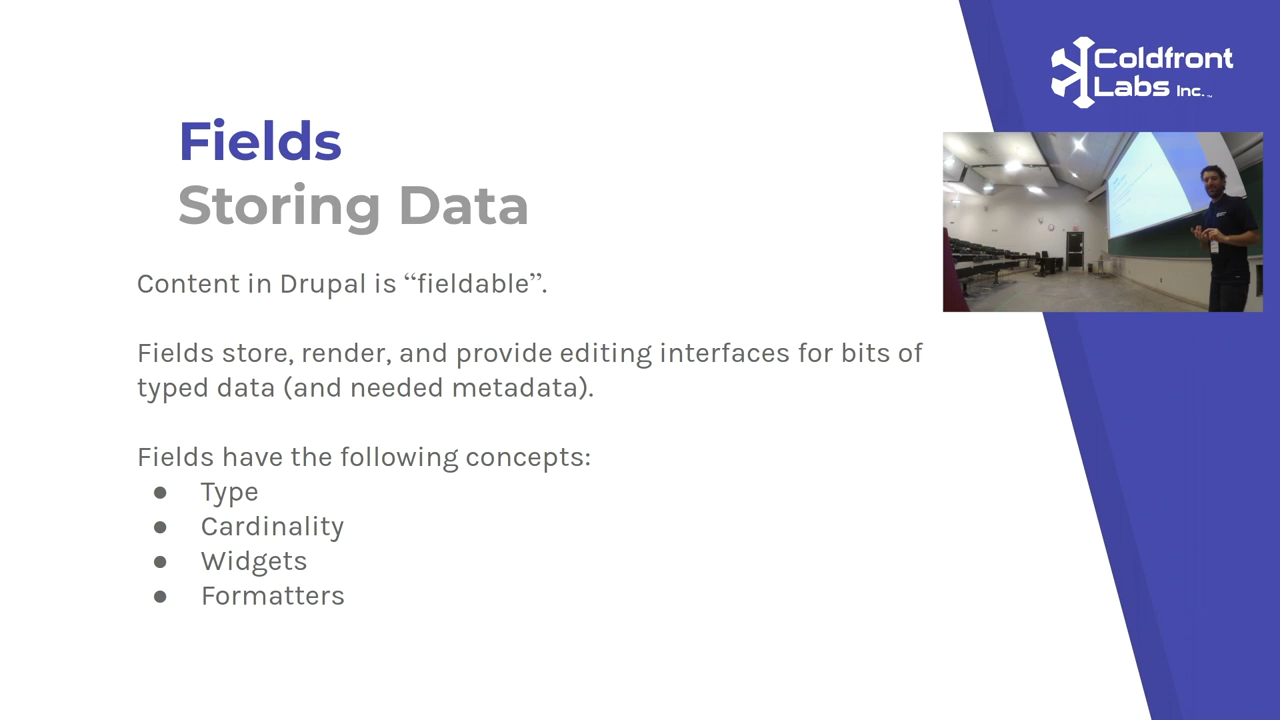 Coldfront
Labs Inc.
Fields
Storing Data
Content in Drupal is “fieldable”.
Fields store, render, and provide editing interfaces for bits of
typed data (and needed metadata).
Fields have the following concepts:
● Type
● Cardinality
● Widgets
● Formatters